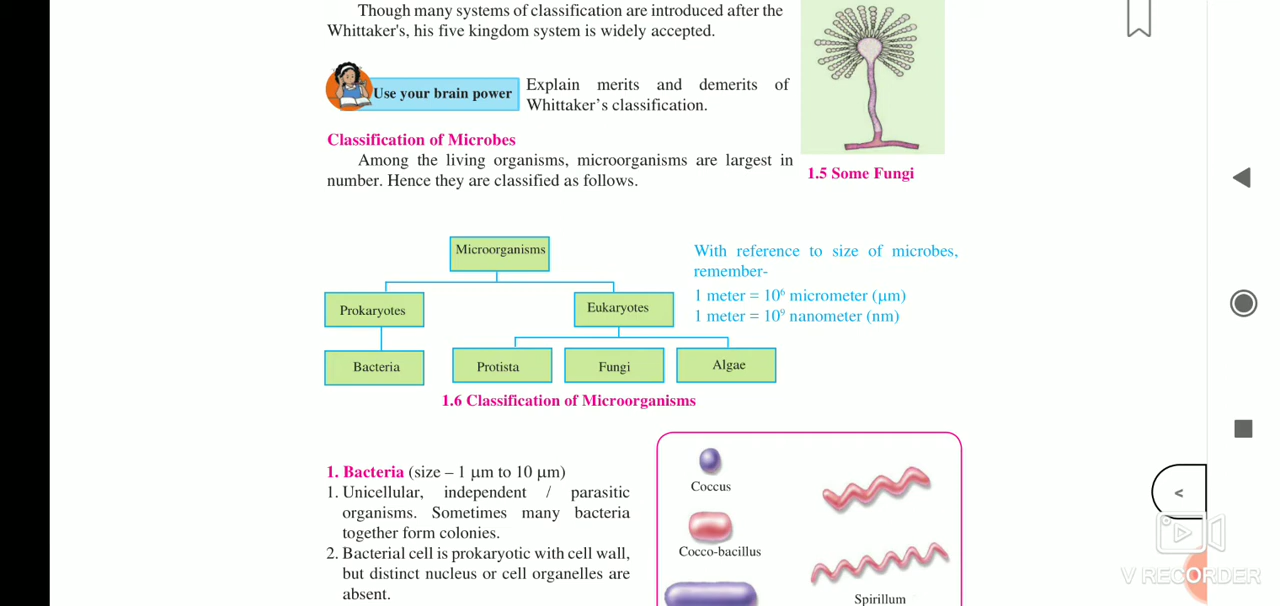 Though many systems of classification are introduced after the
Whittaker's, his five kingdom system is widely accepted.
Use your brain power
Explain merits and demerits of
Whittaker's classification.
Classification of Microbes
Among the living organisms, microorganisms are largest in
number. Hence they are classified as follows.
1.5 Some Fungi
Microorganisms
Prokaryotes
Eukaryotes
Bacteria
Protista
Fungi
Algae
1.6 Classification of Microorganisms
With reference to size of microbes,
remember-
1 meter = 10⁶ micrometer (μm)
1 meter = 10⁹ nanometer (nm)
1. Bacteria (size – 1 μm to 10 μm)
1. Unicellular, independent / parasitic
organisms. Sometimes many bacteria
together form colonies.
2. Bacterial cell is prokaryotic with cell wall,
but distinct nucleus or cell organelles are
absent.
Coccus
Cocco-bacillus
Spirillum
<
V RECORDER